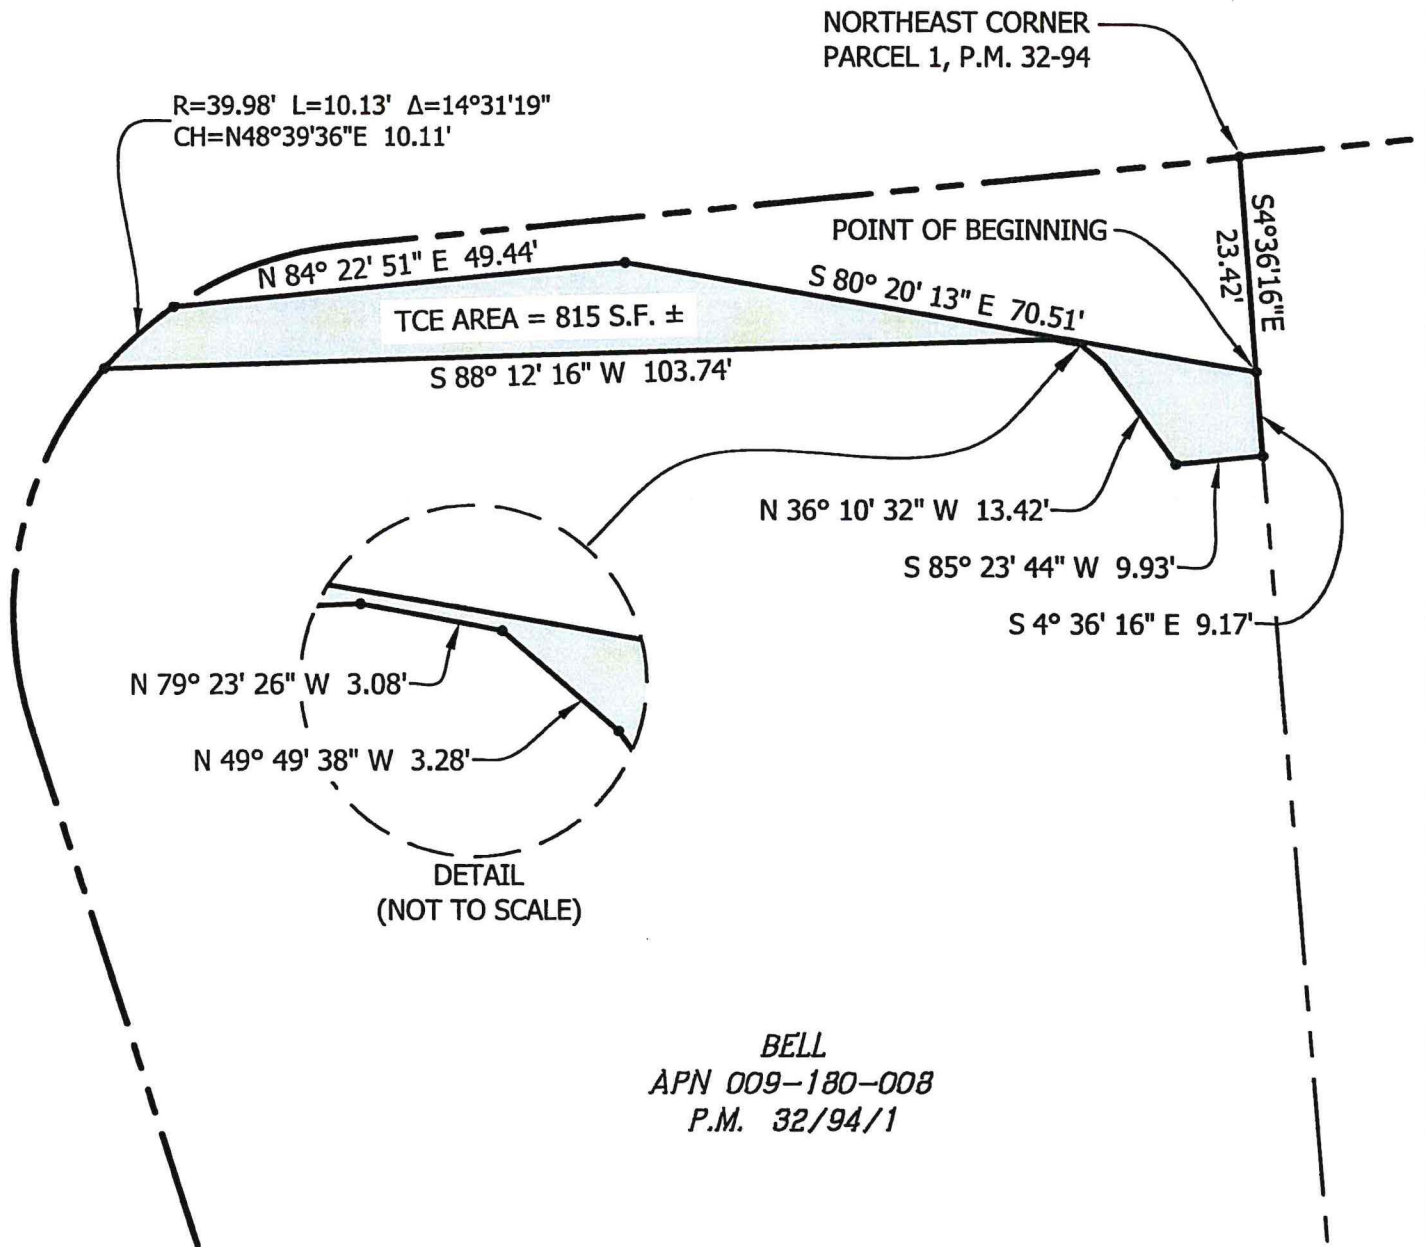 NORTHEAST CORNER
PARCEL 1, P.M. 32-94
R=39.98' L=10.13' Δ=14°31'19"
CH=N48°39'36"E 10.11'
S4°36'16"E
23.42'
POINT OF BEGINNING
N 84° 22' 51" E 49.44'
S 80° 20' 13" E 70.51'
TCE AREA = 815 S.F. ±
S 88° 12' 16" W 103.74'
N 36° 10' 32" W 13.42'
S 85° 23' 44" W 9.93'
S 4° 36' 16" E 9.17'
N 79° 23' 26" W 3.08'
N 49° 49' 38" W 3.28'
DETAIL
(NOT TO SCALE)
BELL
APN 009-180-008
P.M. 32/94/1